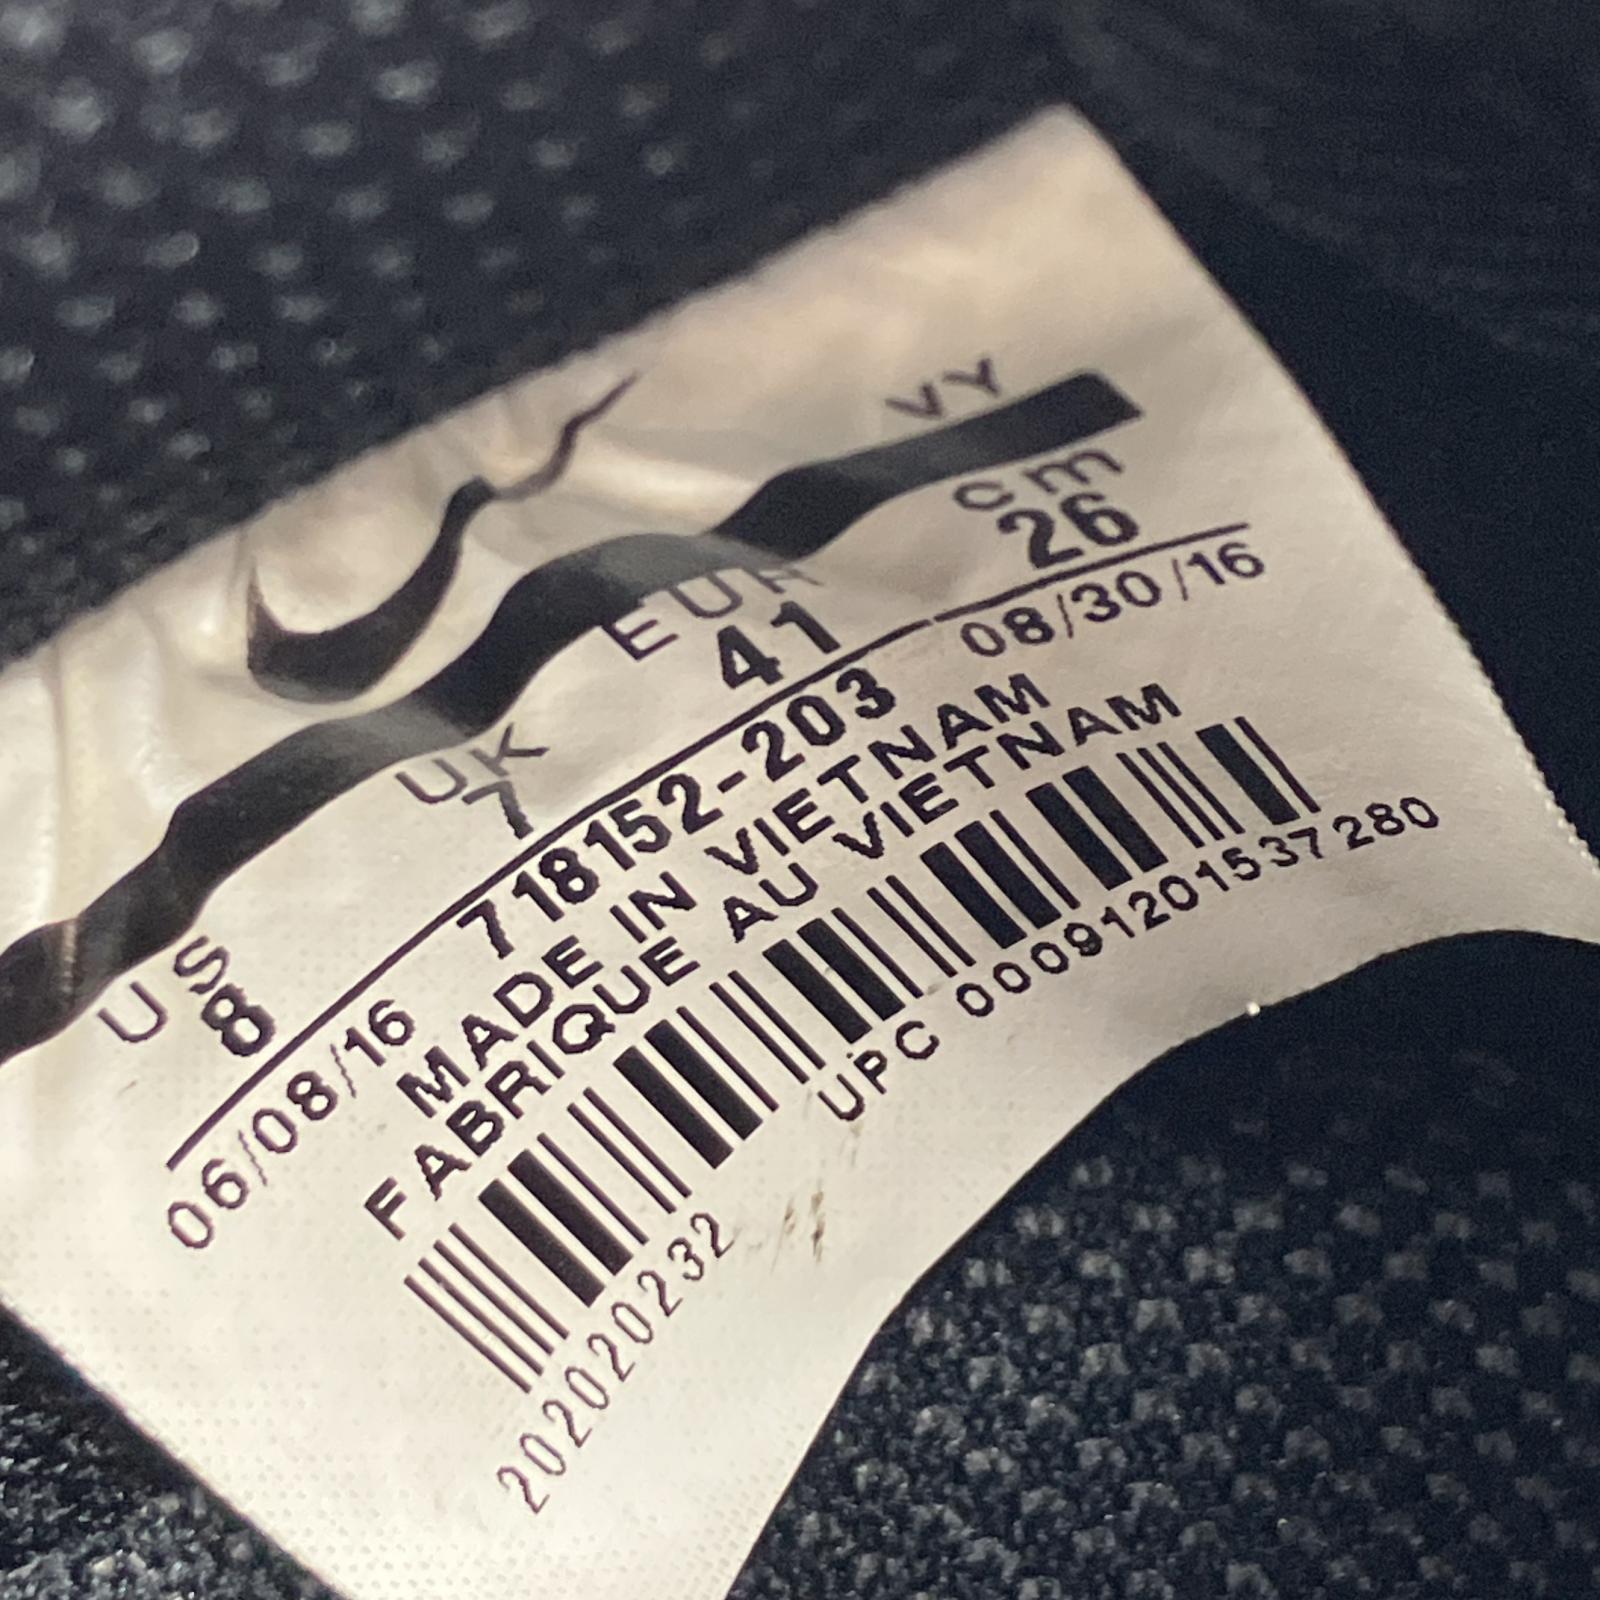 VY
US UK EUR cm
8 7 41 26
06/08/16 718152-203 08/30/16
MADE IN VIETNAM
FABRIQUE AU VIETNAM
2020202032 UPC 00091201537280